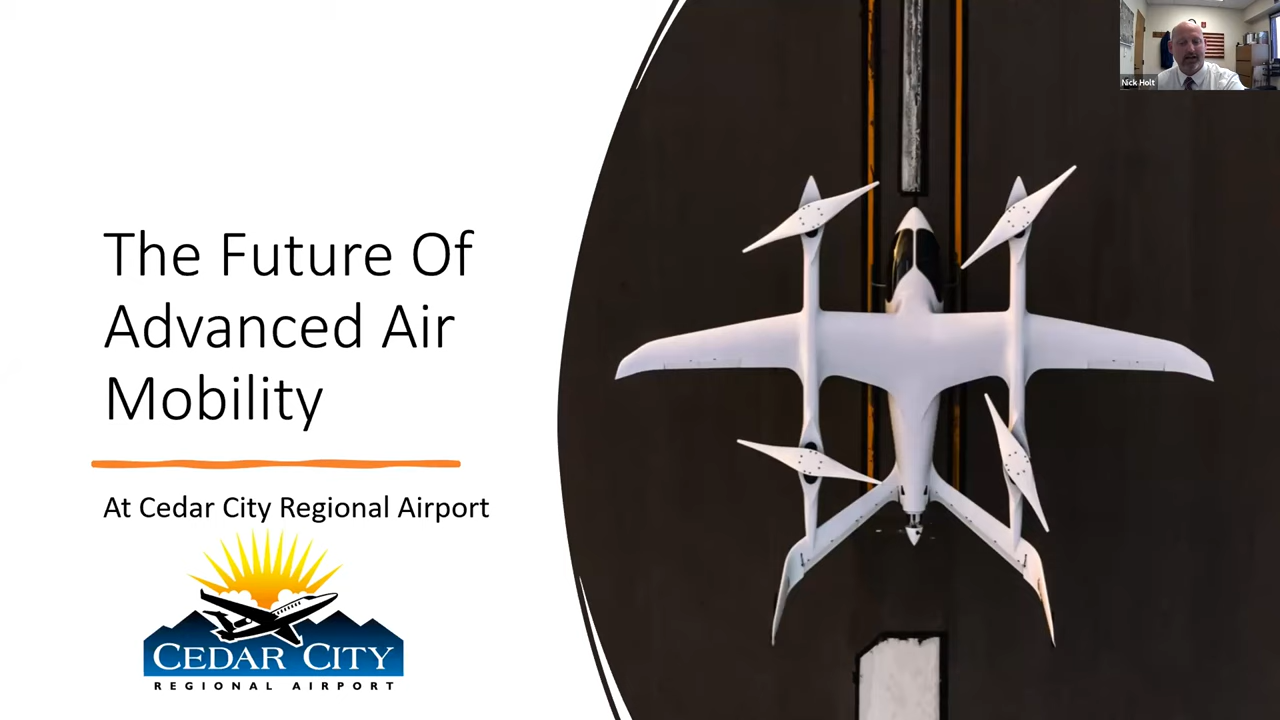 Nick Holt
The Future Of
Advanced Air
Mobility
At Cedar City Regional Airport
CEDAR CITY
REGIONAL AIRPORT